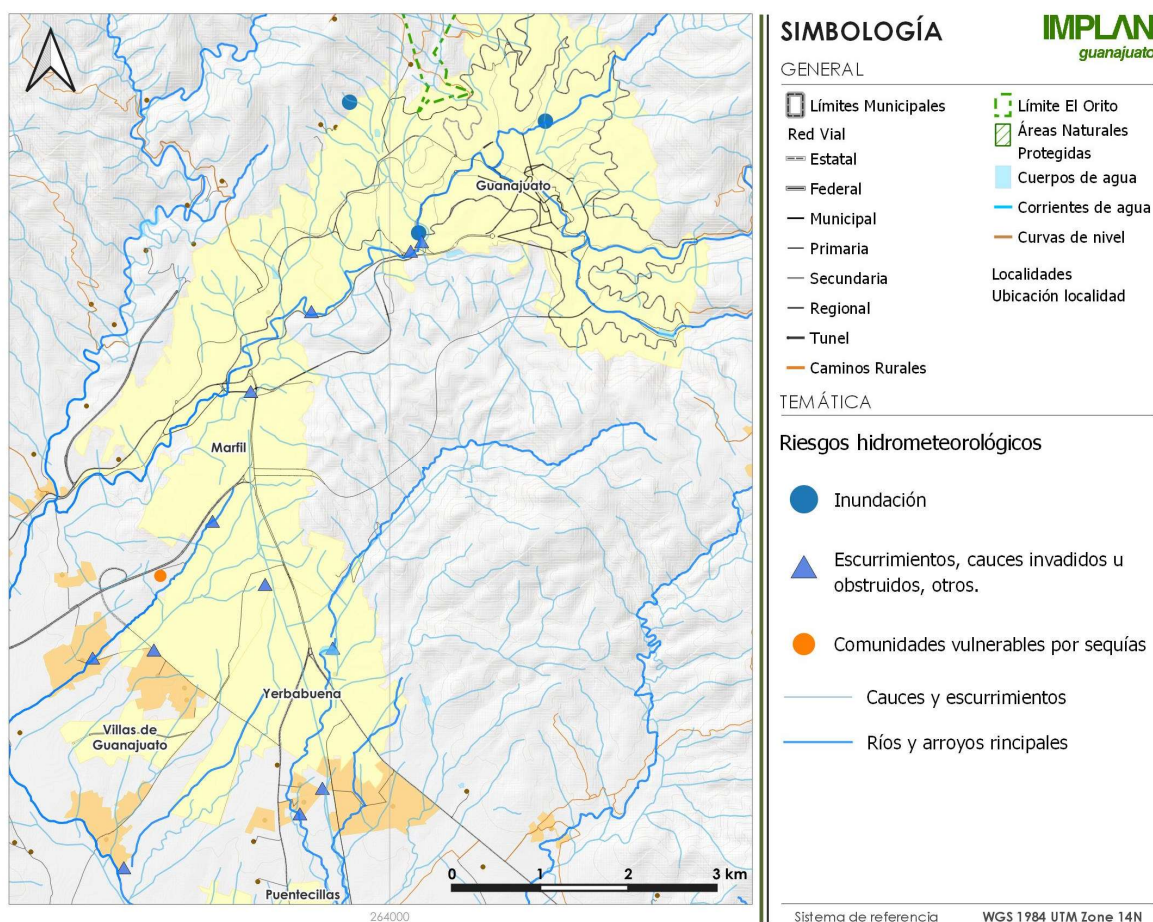 Guanajuato
Marfil
Yerbabuena
Villas de
Guanajuato
Puentecillas
0 1 2 3 km
264000
SIMBOLOGÍA
IMPLAN
guanajuato
GENERAL
Límites Municipales
Red Vial
Estatal
Federal
Municipal
Primaria
Secundaria
Regional
Tunel
Caminos Rurales
Límite El Orito
Áreas Naturales
Protegidas
Cuerpos de agua
Corrientes de agua
Curvas de nivel
Localidades
Ubicación localidad
TEMÁTICA
Riesgos hidrometeorológicos
Inundación
Escurrimientos, cauces invadidos u
obstruidos, otros.
Comunidades vulnerables por sequías
Cauces y escurrimientos
Ríos y arroyos rincipales
Sistema de referencia WGS 1984 UTM Zone 14N